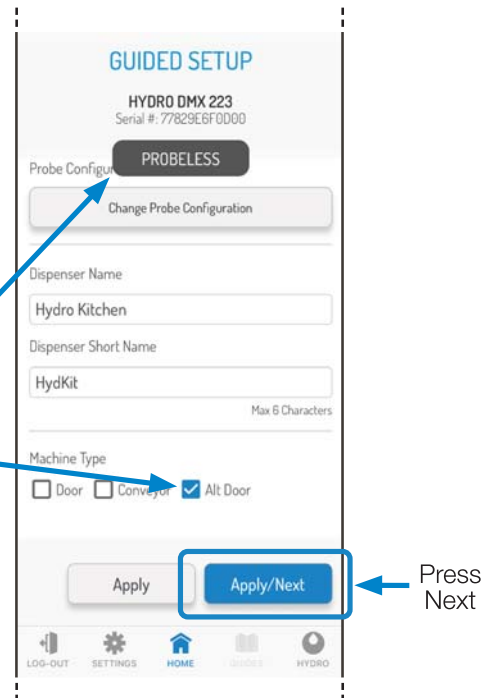 GUIDED SETUP
HYDRO DMX 223
Serial #: 77829E6F0D00
PROBELESS
Probe Configu
Change Probe Configuration
Dispenser Name
Hydro Kitchen
Dispenser Short Name
HydKit
Max 6 Characters
Machine Type
Door Conveyor Alt Door
Apply Apply/Next
Press
Next
LOG-OUT SETTINGS HOME GUIDES HYDRO